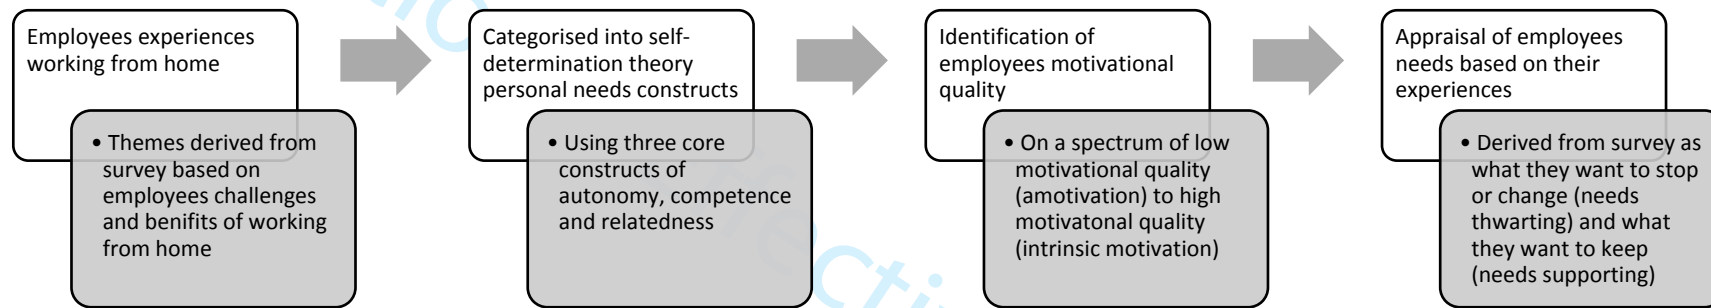 Employees experiences
working from home
• Themes derived from
survey based on
employees challenges
and benifits of working
from home
Categorised into self-
determination theory
personal needs constructs
• Using three core
constructs of
autonomy, competence
and relatedness
Identification of
employees motivational
quality
• On a spectrum of low
motivational quality
(amotivation) to high
motivatonal quality
(intrinsic motivation)
Appraisal of employees
needs based on their
experiences
• Derived from survey as
what they want to stop
or change (needs
thwarting) and what
they want to keep
(needs supporting)